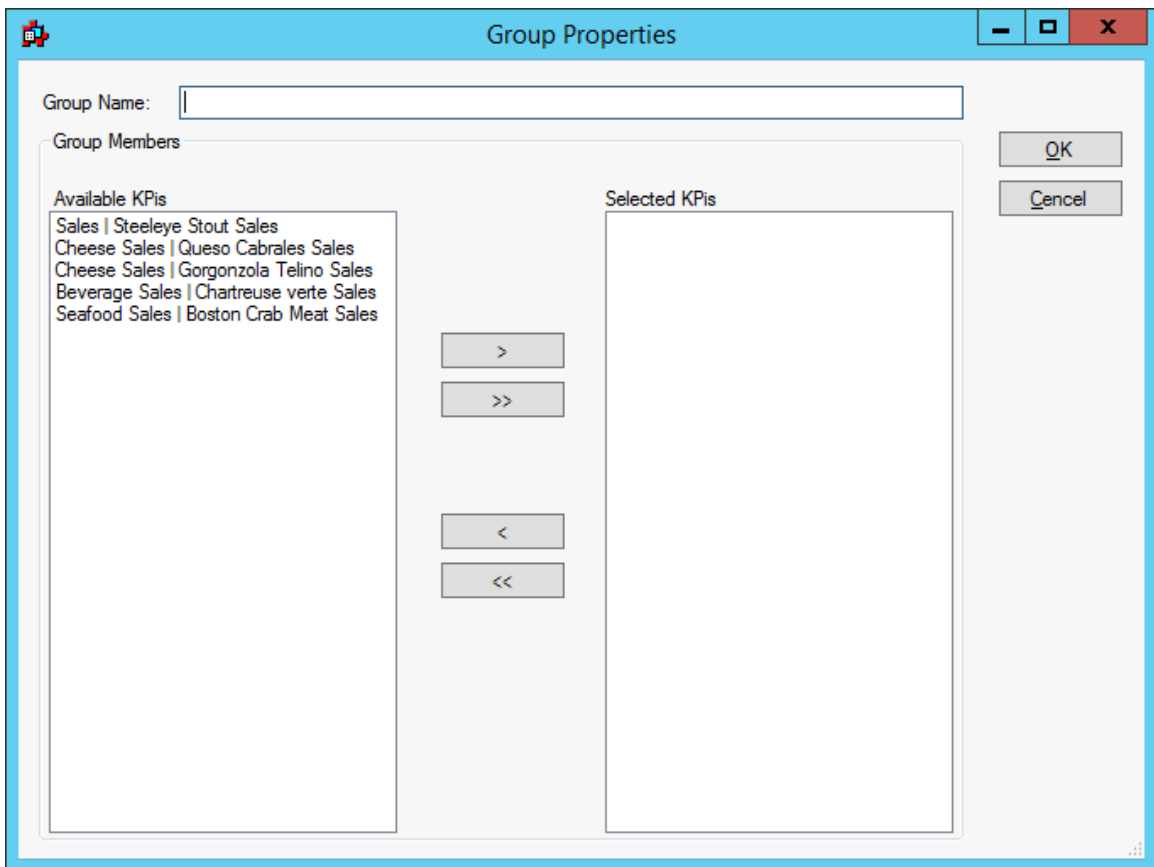 Group Properties
X
Group Name:
Group Members
OK
Cencel
Available KPis
Selected KPis
Sales | Steeleye Stout Sales
Cheese Sales | Queso Cabrales Sales
Cheese Sales | Gorgonzola Telino Sales
Beverage Sales | Chartreuse verte Sales
Seafood Sales | Boston Crab Meat Sales
>
>>
<
<<